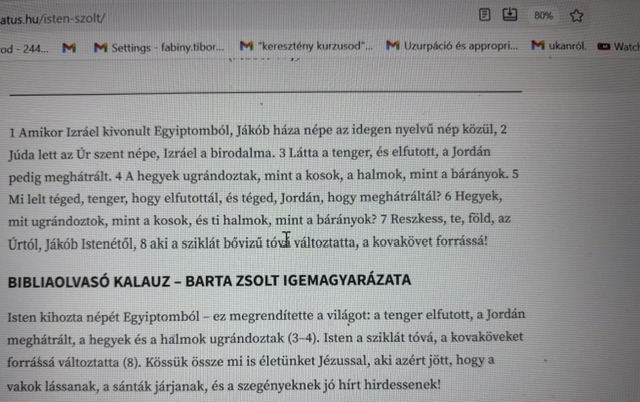 atus.hu/isten-szolt/
80%
od - 244... Settings - fabiny.tibor... "keresztény kurzusod"... Uzurpáció és appropri... ukanról. Watch
1 Amikor Izráel kivonult Egyiptomból, Jákób háza népe az idegen nyelvű nép közül, 2
Júda lett az Úr szent népe, Izráel a birodalma. 3 Látta a tenger, és elfutott, a Jordán
pedig meghátrált. 4 A hegyek ugrándoztak, mint a kosok, a halmok, mint a bárányok. 5
Mi lelt téged, tenger, hogy elfutottál, és téged, Jordán, hogy meghátráltál? 6 Hegyek,
mit ugrándoztok, mint a kosok, és ti halmok, mint a bárányok? 7 Reszkess, te, föld, az
Úrtól, Jákób Istenétől, 8 aki a sziklát bővizű tóvá változtatta, a kovakövet forrássá!
BIBLIAOLVASÓ KALAUZ – BARTA ZSOLT IGEMAGYARÁZATA
Isten kihozta népét Egyiptomból – ez megrendítette a világot: a tenger elfutott, a Jordán
meghátrált, a hegyek és a halmok ugrándoztak (3–4). Isten a sziklát tóvá, a kovaköveket
forrássá változtatta (8). Kössük össze mi is életünket Jézussal, aki azért jött, hogy a
vakok lássanak, a sánták járjanak, és a szegényeknek jó hírt hirdessenek!